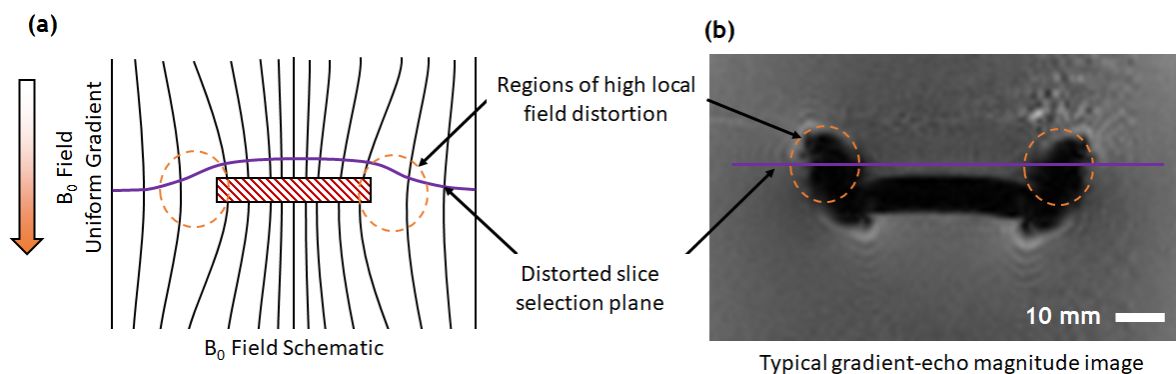 (a)
B₀ Field
Uniform Gradient
B₀ Field Schematic
Regions of high local
field distortion
Distorted slice
selection plane
(b)
10 mm
Typical gradient-echo magnitude image